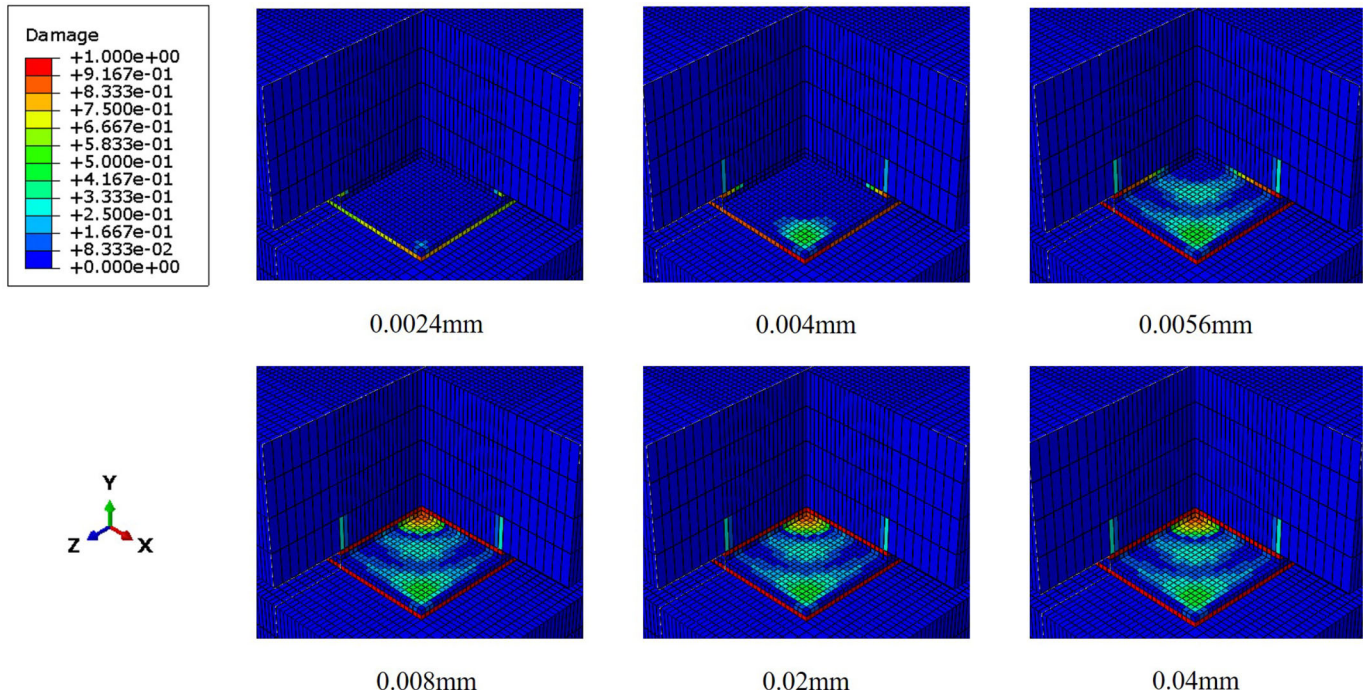 Damage
+1.000e+00
+9.167e-01
+8.333e-01
+7.500e-01
+6.667e-01
+5.833e-01
+5.000e-01
+4.167e-01
+3.333e-01
+2.500e-01
+1.667e-01
+8.333e-02
+0.000e+00
0.0024mm
0.004mm
0.0056mm
Y
Z
X
0.008mm
0.02mm
0.04mm